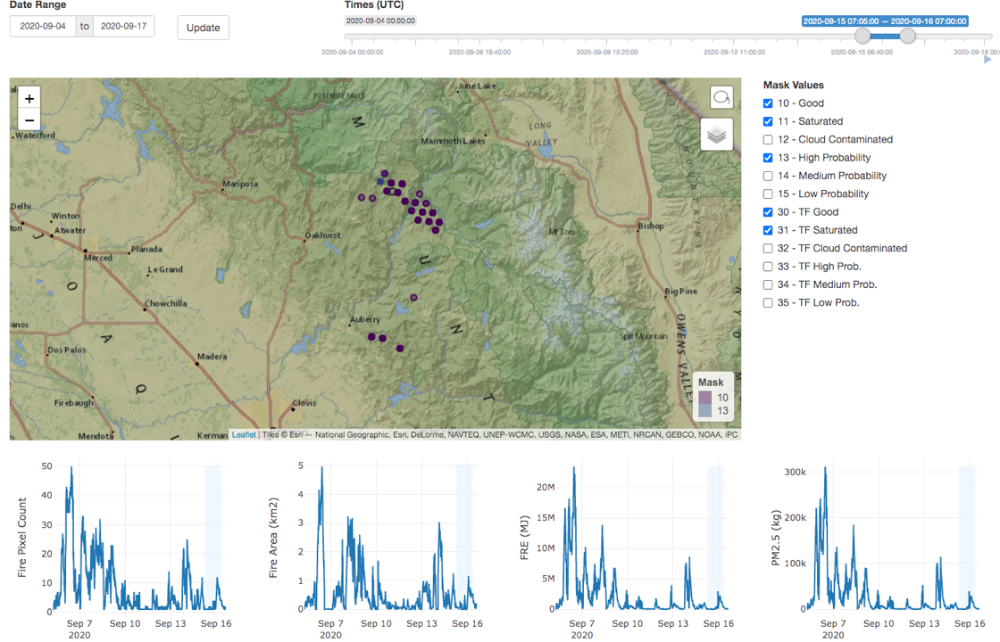 Date Range
2020-09-04 to 2020-09-17
Update
Times (UTC)
2020-09-04 00:00:00
2020-09-15 07:05:00 — 2020-09-16 07:00:00
2020-09-04 00:00:00
2020-09-09 15:20:00
2020-09-12 11:00:00
2020-09-15 06:40:00
2020-09-18 00:
+
−
YOSEMITE FALLS
June Lake
Waterford
M
LONG
VALLEY
Mammoth Lakes
Mariposa
Delhi
Winton
ton
Atwater
Oakhurst
Mt Tom
Bishop
Planada
Merced
Le Grand
J
U
O
Chowchilla
Big Pine
anos
Auberry
A
N
Split Mountain
Dos Palos
Madera
OWENS VALLEY
Q
Firebaugh
Clovis
T
Mendota
Kerman
Mask
10
13
Leaflet | Tiles © Esri — National Geographic, Esri, DeLorme, NAVTEQ, UNEP-WCMC, USGS, NASA, ESA, METI, NRCAN, GEBCO, NOAA, iPC
Mask Values
10 - Good
11 - Saturated
12 - Cloud Contaminated
13 - High Probability
14 - Medium Probability
15 - Low Probability
30 - TF Good
31 - TF Saturated
32 - TF Cloud Contaminated
33 - TF High Prob.
34 - TF Medium Prob.
35 - TF Low Prob.
Fire Pixel Count
50
40
30
20
10
0
Sep 7
2020
Sep 10
Sep 13
Sep 16
Fire Area (km2)
5
4
3
2
1
0
Sep 7
2020
Sep 10
Sep 13
Sep 16
FRE (MJ)
20M
15M
10M
5M
0
Sep 7
2020
Sep 10
Sep 13
Sep 16
PM2.5 (kg)
300k
200k
100k
0
Sep 7
2020
Sep 10
Sep 13
Sep 16